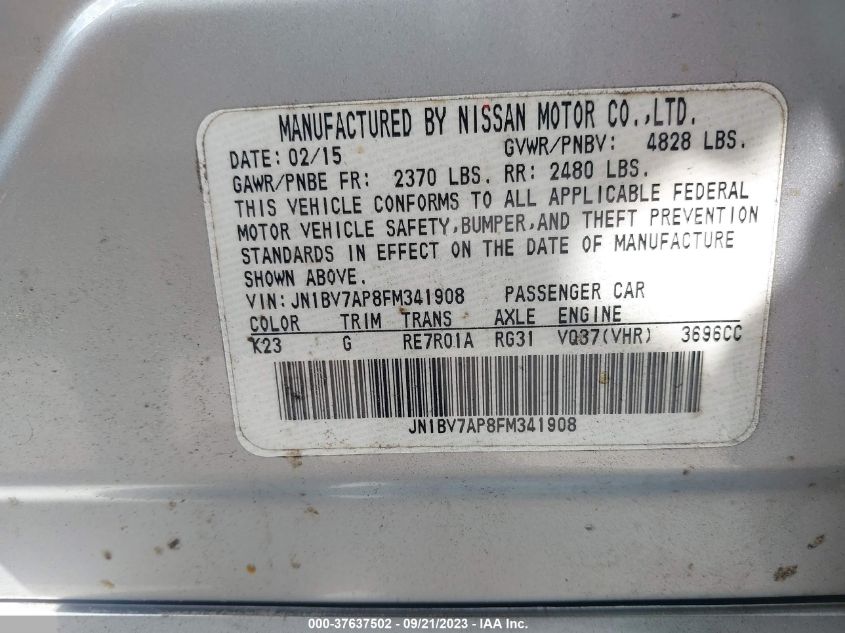 MANUFACTURED BY NISSAN MOTOR CO.,LTD.
DATE: 02/15 GVWR/PNBV: 4828 LBS.
GAWR/PNBE FR: 2370 LBS. RR: 2480 LBS.
THIS VEHICLE CONFORMS TO ALL APPLICABLE FEDERAL
MOTOR VEHICLE SAFETY,BUMPER,AND THEFT PREVENTION
STANDARDS IN EFFECT ON THE DATE OF MANUFACTURE
SHOWN ABOVE.
VIN:JN1BV7AP8FM341908 PASSENGER CAR
COLOR TRIM TRANS AXLE ENGINE
K23 G RE7R01A RG31 VQ37(VHR) 3696CC
JN1BV7AP8FM341908
000-37637502 - 09/21/2023 - IAA Inc.